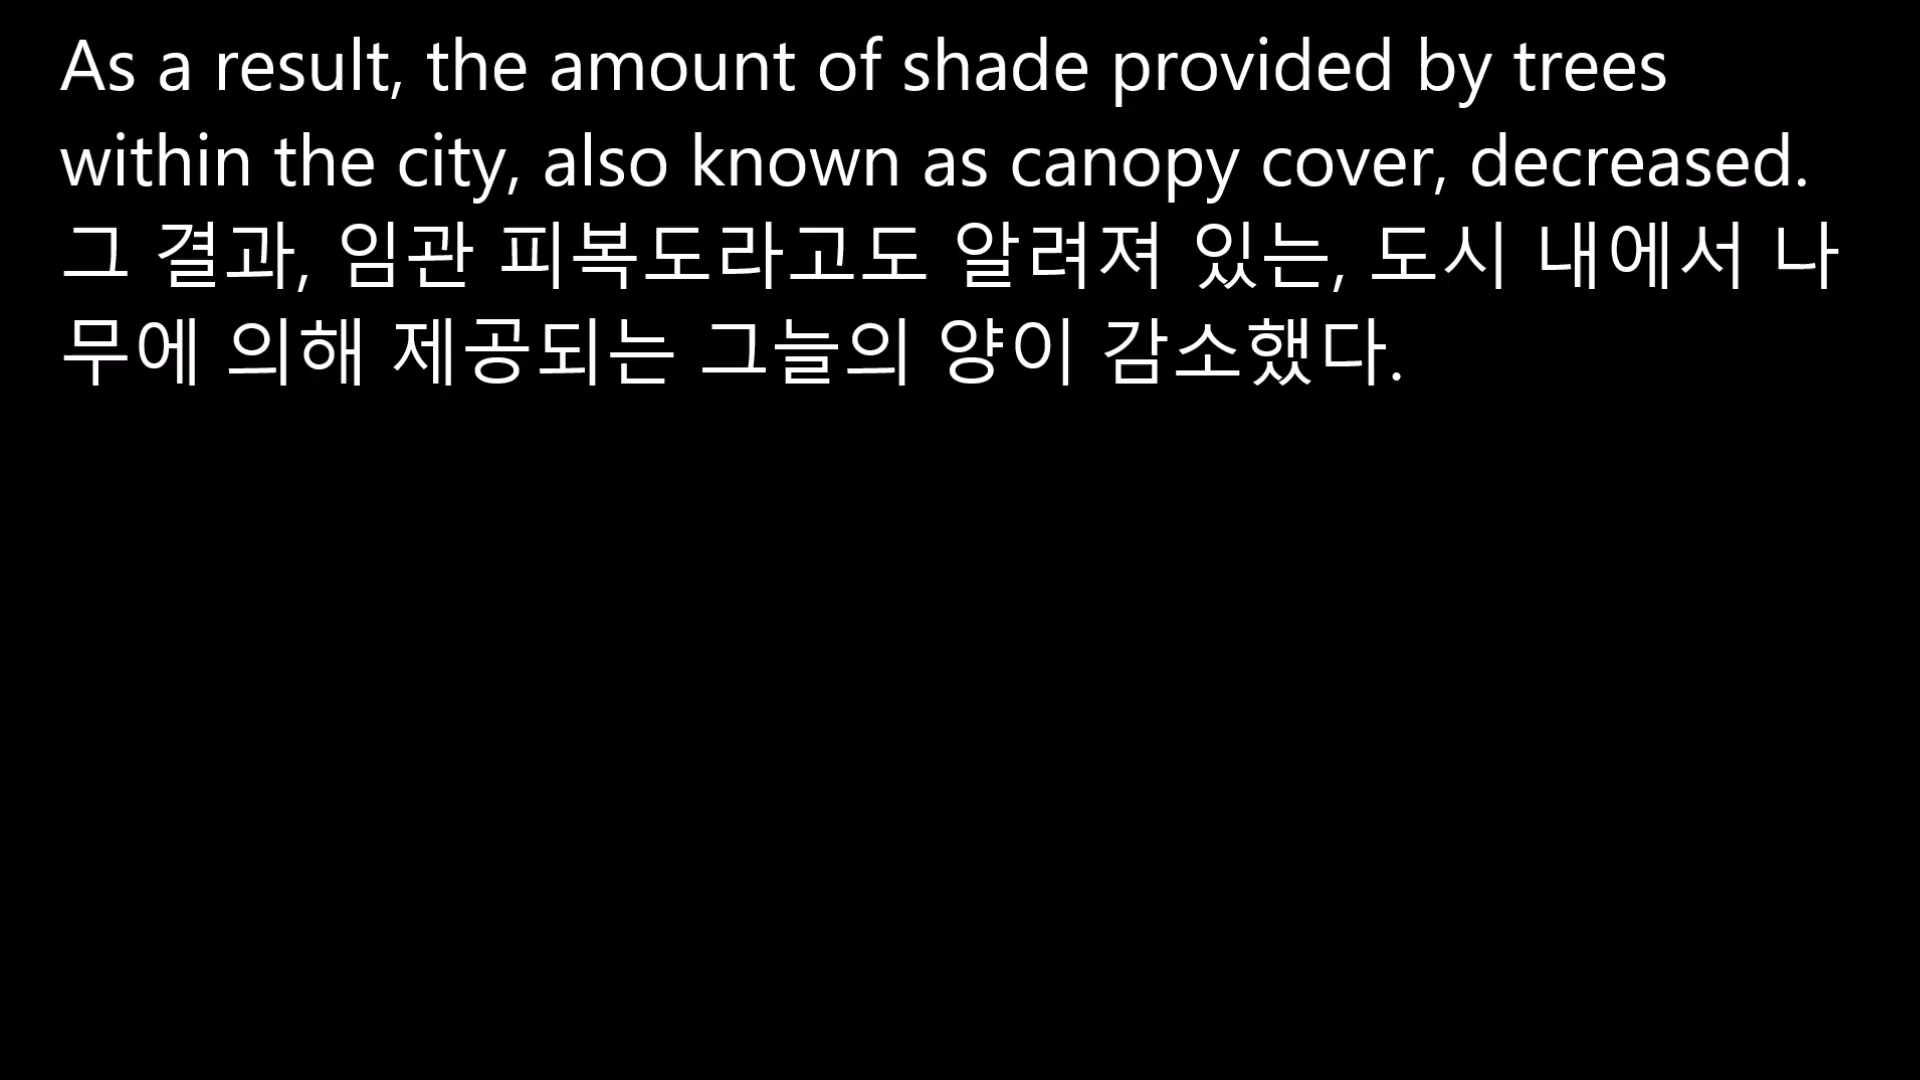 As a result, the amount of shade provided by trees
within the city, also known as canopy cover, decreased.
그 결과, 임관 피복도라고도 알려져 있는, 도시 내에서 나
무에 의해 제공되는 그늘의 양이 감소했다.